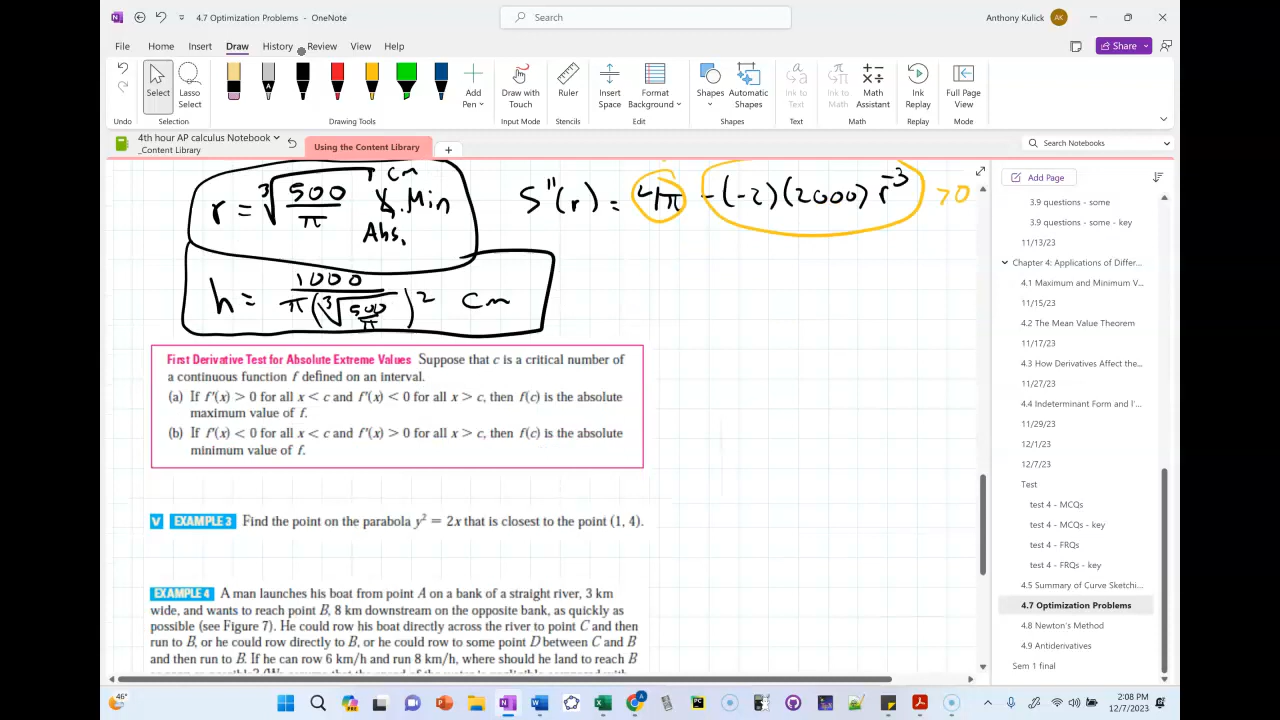 4.7 Optimization Problems - OneNote
Search
Anthony Kulick
AK
File Home Insert Draw History Review View Help
Share
Select
Lasso Select
Add Pen
Draw with Touch
Ruler
Insert Space
Format Background
Shapes
Automatic Shapes
Ink to Text
Ink to Math
Math Assistant
Ink Replay
Full Page View
Undo
Selection
Drawing Tools
Input Mode
Stencils
Edit
Shapes
Text
Math
Replay
Mode
4th hour AP calculus Notebook
_Content Library
Using the Content Library
Search Notebooks
r = ∛(500/π) cm
Min
Abs.
S''(r) = 4π - (-2)(2000) r^-3 >0
h = 1000/(π(∛(500/π))^2) cm
First Derivative Test for Absolute Extreme Values Suppose that c is a critical number of
a continuous function f defined on an interval.
(a) If f'(x) > 0 for all x < c and f'(x) < 0 for all x > c, then f(c) is the absolute
maximum value of f.
(b) If f'(x) < 0 for all x < c and f'(x) > 0 for all x > c, then f(c) is the absolute
minimum value of f.
V EXAMPLE 3 Find the point on the parabola y² = 2x that is closest to the point (1, 4).
EXAMPLE 4 A man launches his boat from point A on a bank of a straight river, 3 km
wide, and wants to reach point B, 8 km downstream on the opposite bank, as quickly as
possible (see Figure 7). He could row his boat directly across the river to point C and then
run to B, or he could row directly to B, or he could row to some point D between C and B
and then run to B. If he can row 6 km/h and run 8 km/h, where should he land to reach B
Add Page
3.9 questions - some
3.9 questions - some - key
11/13/23
Chapter 4: Applications of Differ...
4.1 Maximum and Minimum V...
11/15/23
4.2 The Mean Value Theorem
11/17/23
4.3 How Derivatives Affect the...
11/27/23
4.4 Indeterminant Form and l'...
11/29/23
12/1/23
12/7/23
Test
test 4 - MCQs
test 4 - MCQs - key
test 4 - FRQs
test 4 - FRQs - key
4.5 Summary of Curve Sketchi...
4.7 Optimization Problems
4.8 Newton's Method
4.9 Antiderivatives
Sem 1 final
46°
2:08 PM
12/7/2023